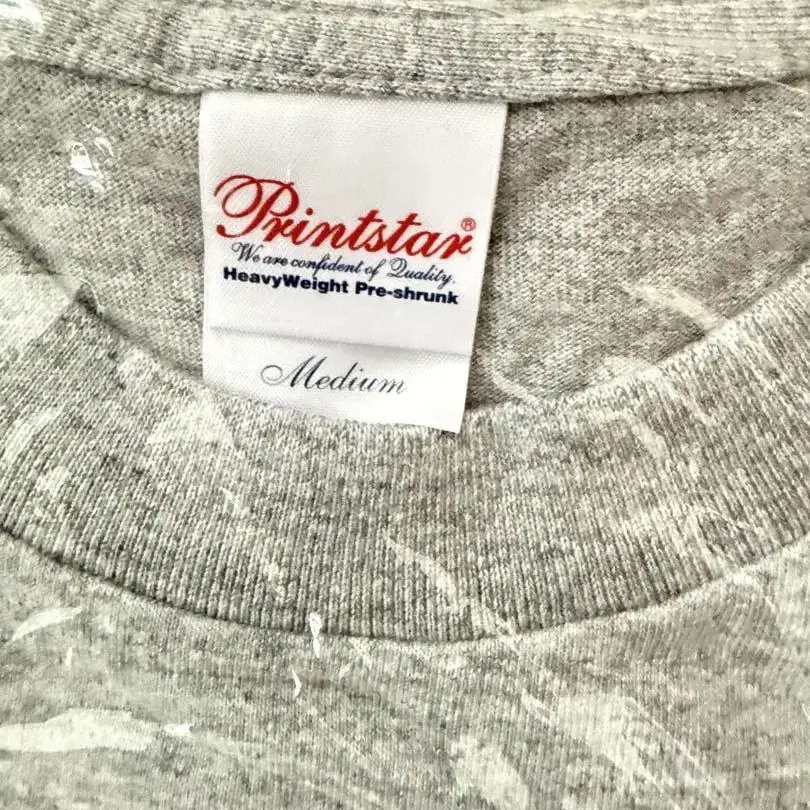 Printstar®
We are confident of Quality.
HeavyWeight Pre-shrunk
Medium